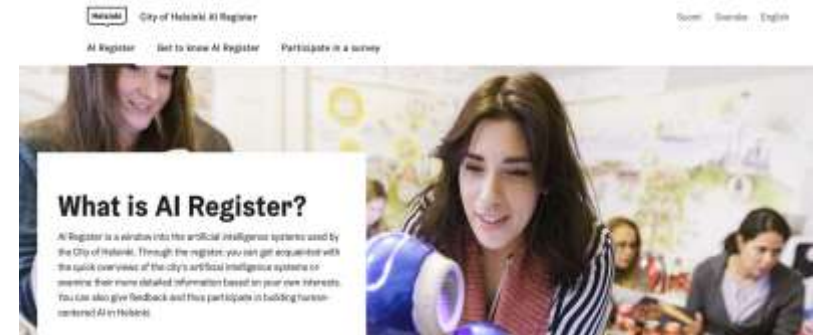 Helsinki City of Helsinki AI Register
Suomi Svenska English
AI Register Get to know AI Register Participate in a survey
What is AI Register?
AI Register is a window into the artificial intelligence systems used by
the City of Helsinki. Through the register, you can get acquainted with
the quick overviews of the city's artificial intelligence systems or
examine their more detailed information based on your own interests.
You can also give feedback and thus participate in building human-
centered AI in Helsinki.